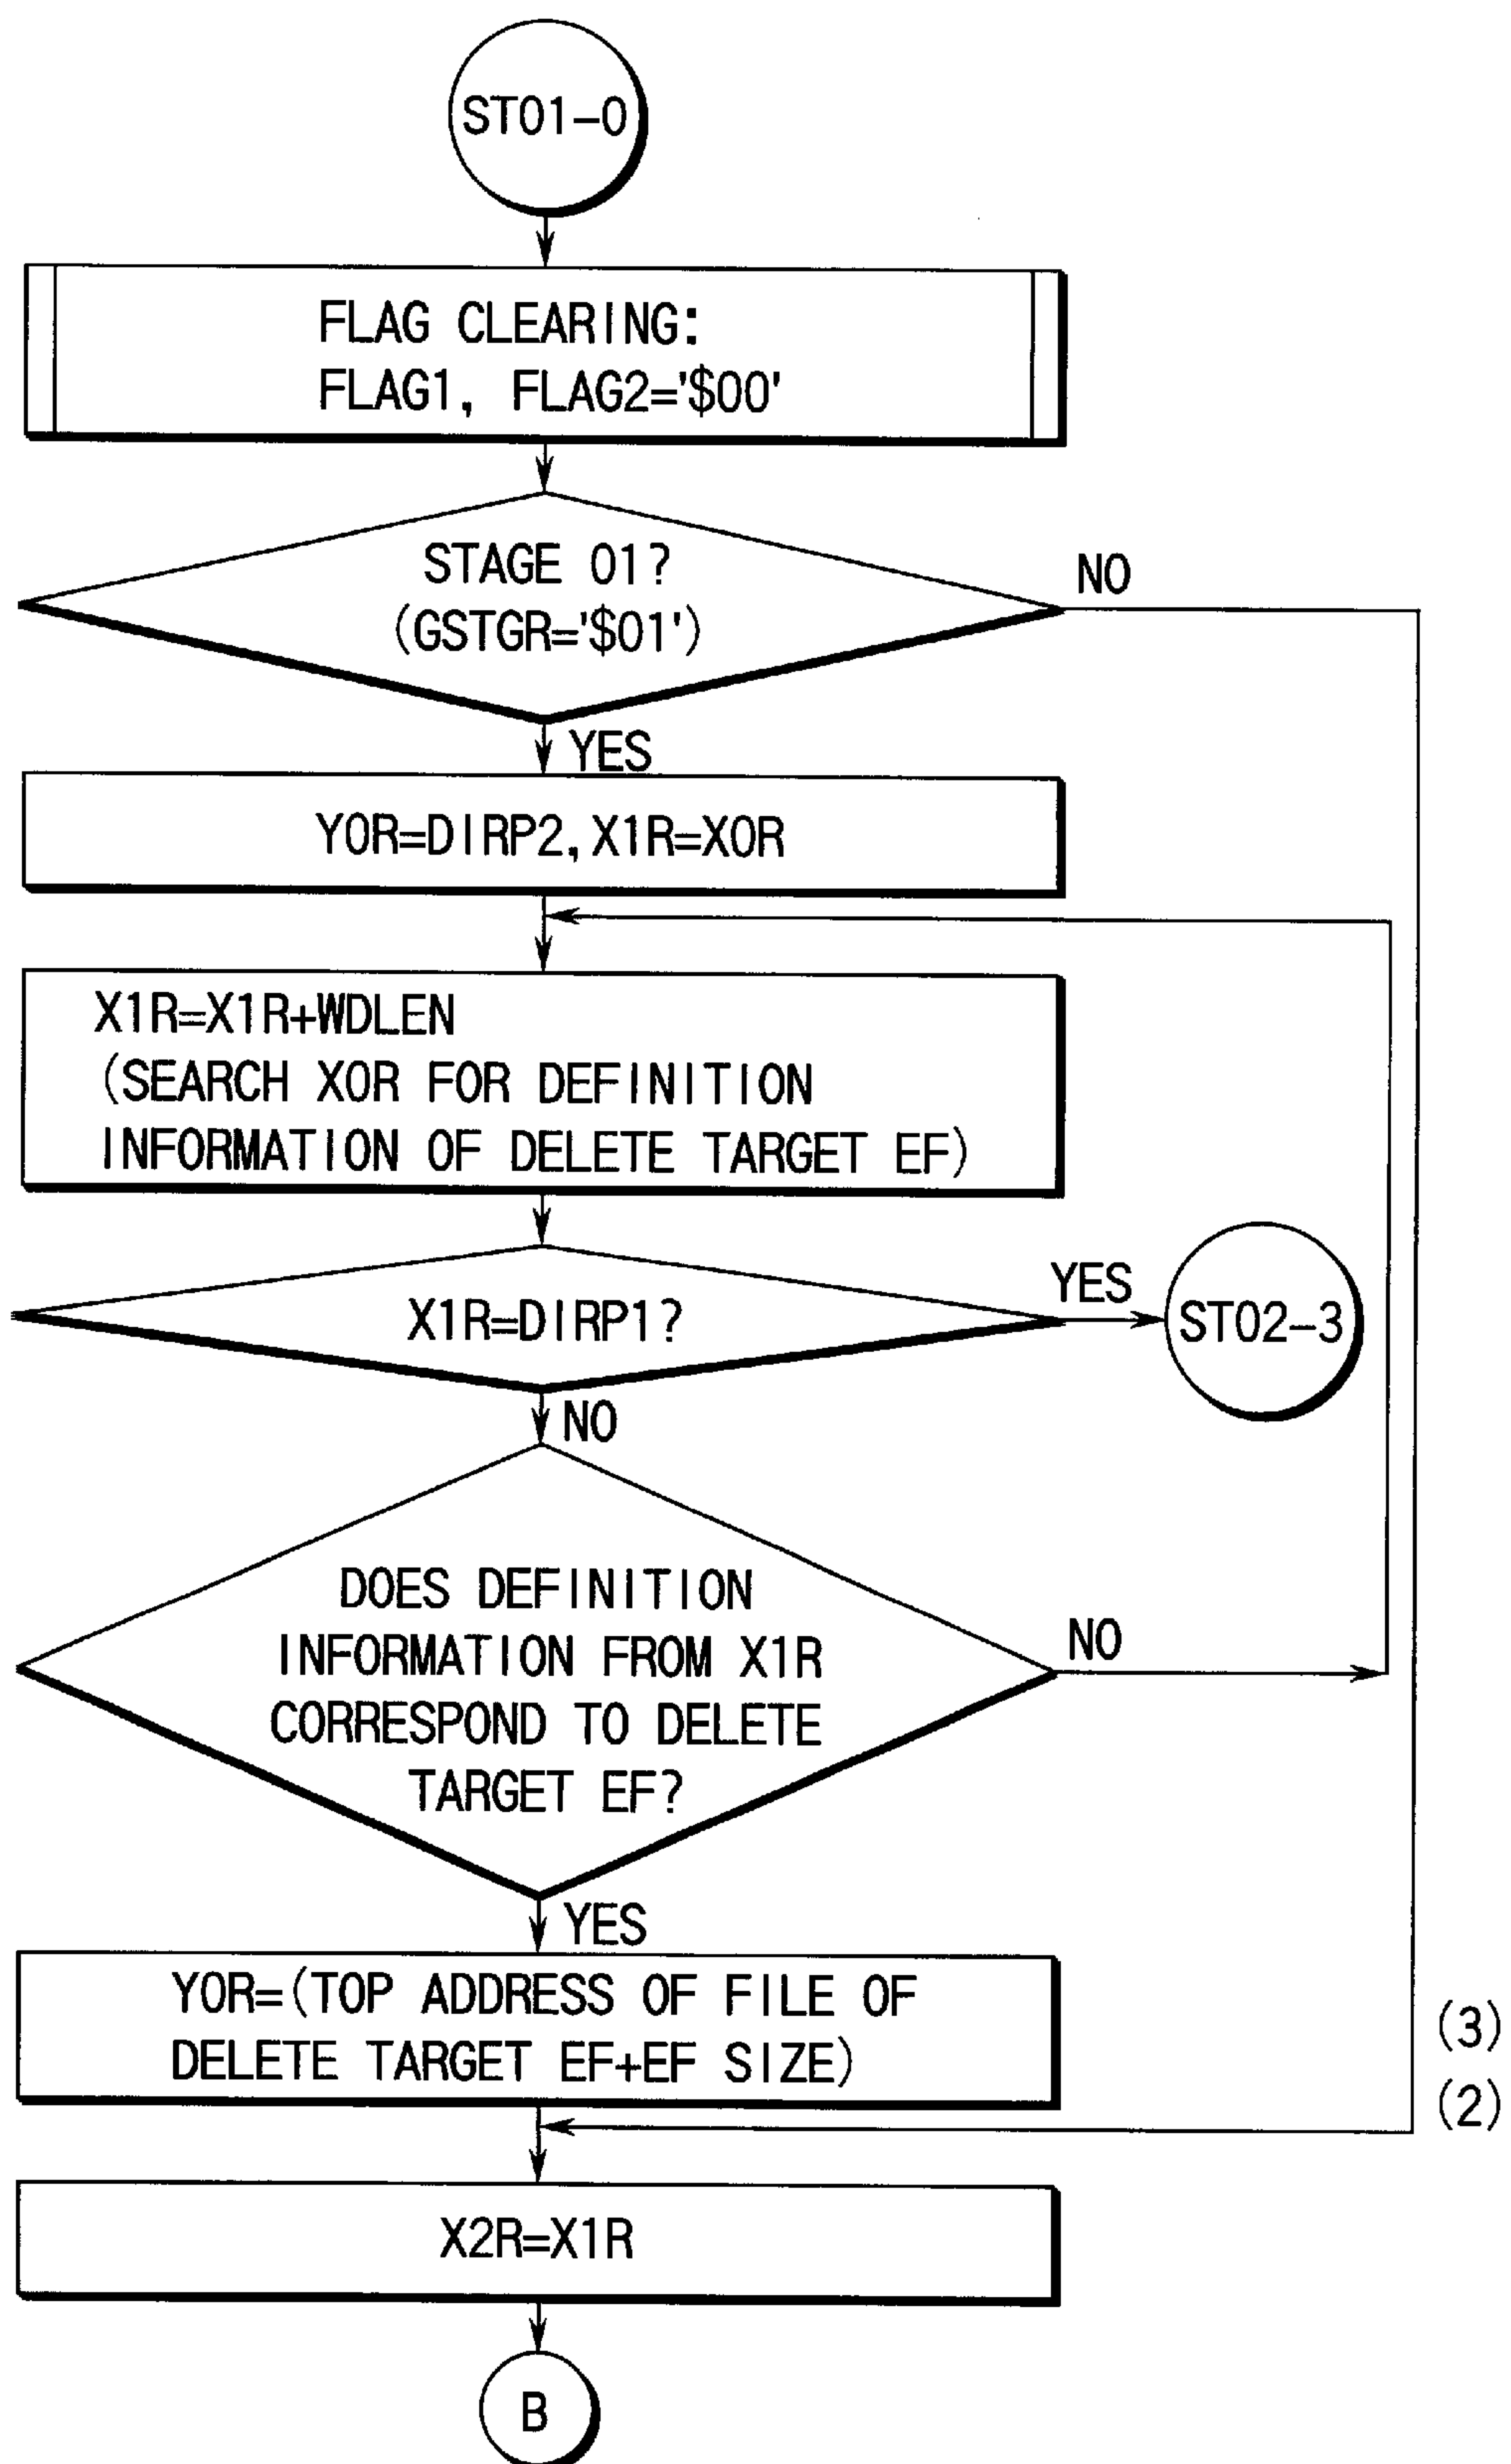 ST01-0
FLAG CLEARING:
FLAG1, FLAG2='$00'
STAGE 01?
(GSTGR='$01')
NO
YES
Y0R=DIRP2, X1R=X0R
X1R=X1R+WDLEN
(SEARCH X0R FOR DEFINITION
INFORMATION OF DELETE TARGET EF)
X1R=DIRP1?
YES
ST02-3
NO
DOES DEFINITION
INFORMATION FROM X1R
CORRESPOND TO DELETE
TARGET EF?
NO
YES
Y0R=(TOP ADDRESS OF FILE OF
DELETE TARGET EF+EF SIZE)
(3)
(2)
X2R=X1R
B